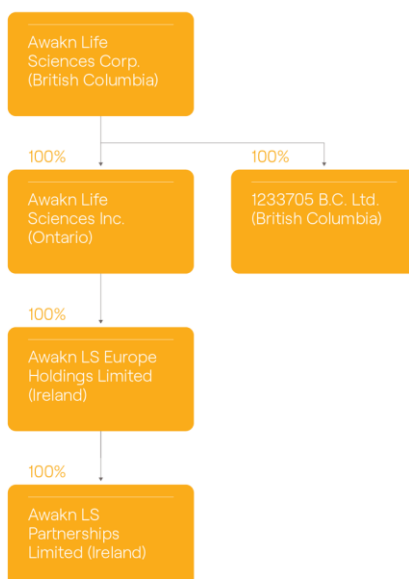 Awakn Life
Sciences Corp.
(British Columbia)
100%
100%
Awakn Life
Sciences Inc.
(Ontario)
1233705 B.C. Ltd.
(British Columbia)
100%
Awakn LS Europe
Holdings Limited
(Ireland)
100%
Awakn LS
Partnerships
Limited (Ireland)